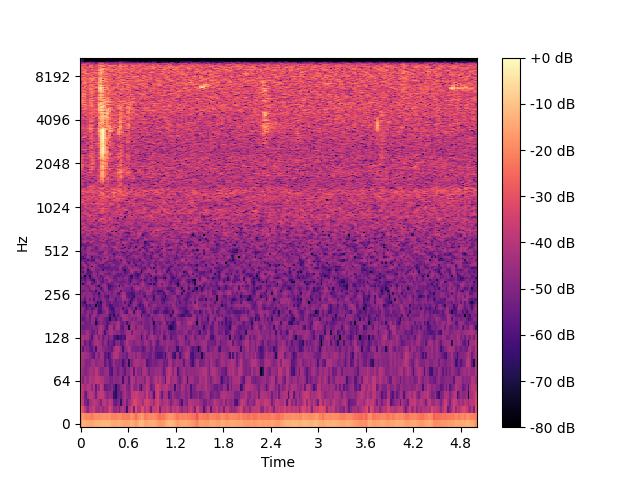 8192
4096
2048
1024
512
256
128
64
0
Hz
0 0.6 1.2 1.8 2.4 3 3.6 4.2 4.8
Time
+0 dB
-10 dB
-20 dB
-30 dB
-40 dB
-50 dB
-60 dB
-70 dB
-80 dB